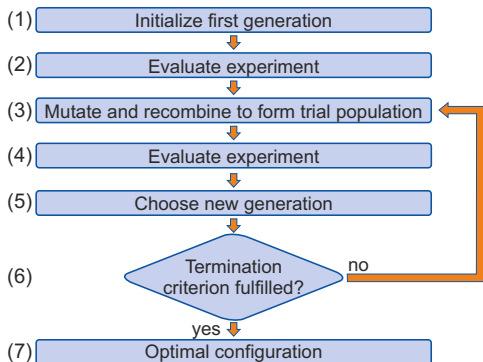 (1) Initialize first generation
(2) Evaluate experiment
(3) Mutate and recombine to form trial population
(4) Evaluate experiment
(5) Choose new generation
(6) Termination
criterion fulfilled?
no
yes
(7) Optimal configuration